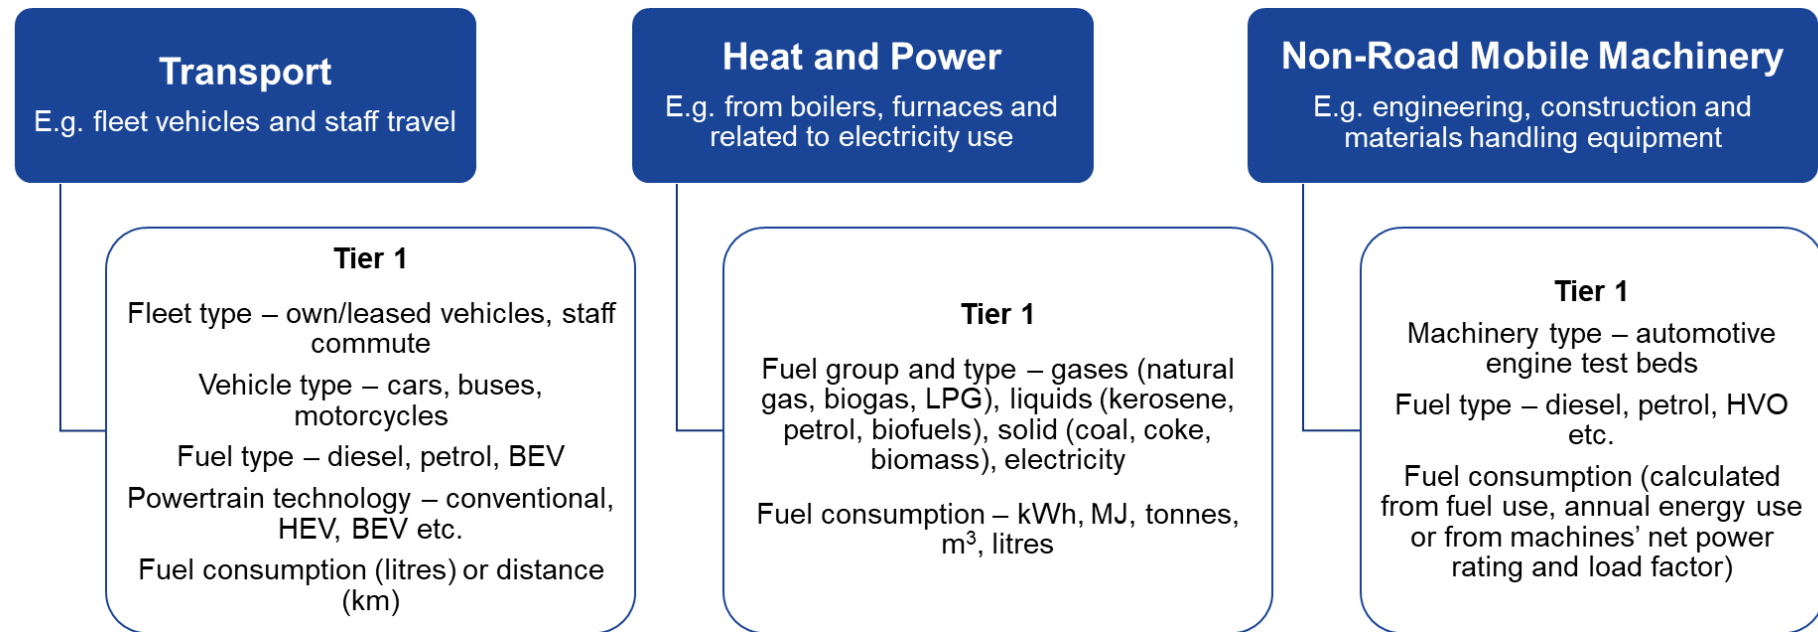 Transport
E.g. fleet vehicles and staff travel
Tier 1
Fleet type – own/leased vehicles, staff
commute
Vehicle type – cars, buses,
motorcycles
Fuel type – diesel, petrol, BEV
Powertrain technology – conventional,
HEV, BEV etc.
Fuel consumption (litres) or distance
(km)
Heat and Power
E.g. from boilers, furnaces and
related to electricity use
Tier 1
Fuel group and type – gases (natural
gas, biogas, LPG), liquids (kerosene,
petrol, biofuels), solid (coal, coke,
biomass), electricity
Fuel consumption – kWh, MJ, tonnes,
m³, litres
Non-Road Mobile Machinery
E.g. engineering, construction and
materials handling equipment
Tier 1
Machinery type – automotive
engine test beds
Fuel type – diesel, petrol, HVO
etc.
Fuel consumption (calculated
from fuel use, annual energy use
or from machines’ net power
rating and load factor)